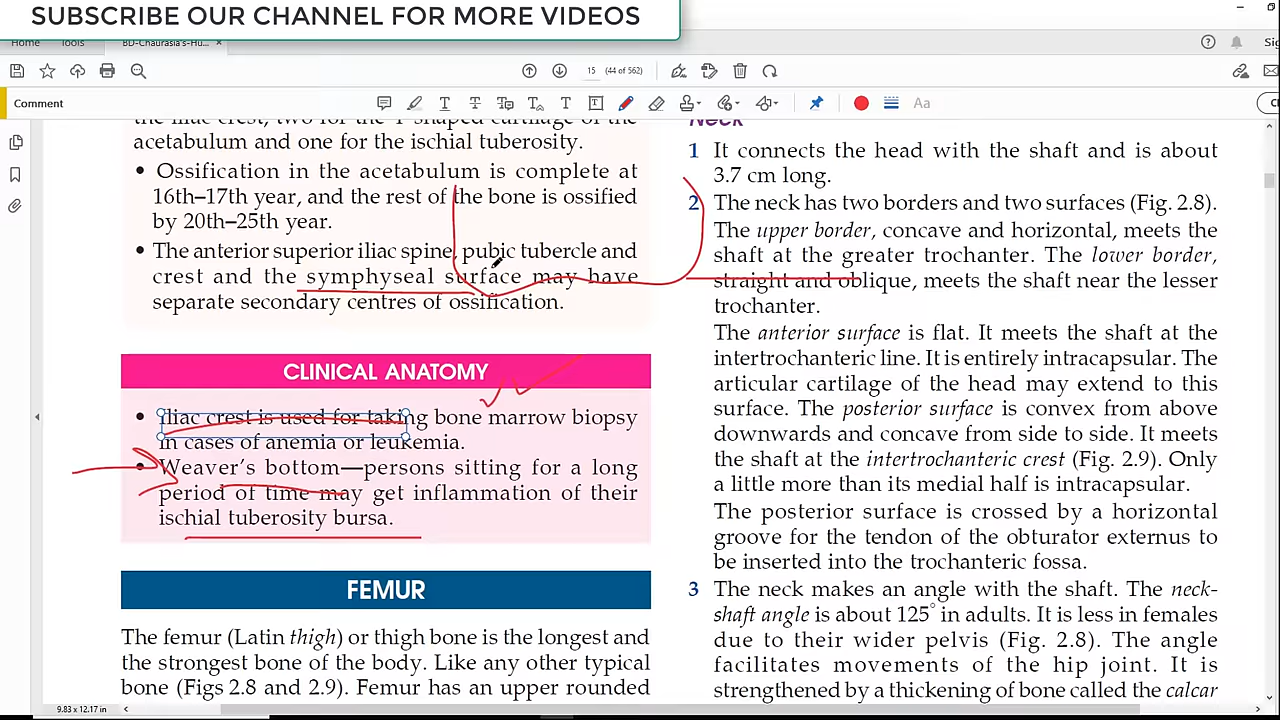 SUBSCRIBE OUR CHANNEL FOR MORE VIDEOS
Home Tools BD-Chaurasia's-Hu... ×
15 (44 of 562)
Comment
Aa
the iliac crest, two for the Y-shaped cartilage of the
acetabulum and one for the ischial tuberosity.
• Ossification in the acetabulum is complete at
16th–17th year, and the rest of the bone is ossified
by 20th–25th year.
• The anterior superior iliac spine, pubic tubercle and
crest and the symphyseal surface may have
separate secondary centres of ossification.
CLINICAL ANATOMY
• Iliac crest is used for taking bone marrow biopsy
in cases of anemia or leukemia.
• Weaver's bottom—persons sitting for a long
period of time may get inflammation of their
ischial tuberosity bursa.
FEMUR
The femur (Latin thigh) or thigh bone is the longest and
the strongest bone of the body. Like any other typical
bone (Figs 2.8 and 2.9). Femur has an upper rounded
Neck
1 It connects the head with the shaft and is about
3.7 cm long.
2 The neck has two borders and two surfaces (Fig. 2.8).
The upper border, concave and horizontal, meets the
shaft at the greater trochanter. The lower border,
straight and oblique, meets the shaft near the lesser
trochanter.
The anterior surface is flat. It meets the shaft at the
intertrochanteric line. It is entirely intracapsular. The
articular cartilage of the head may extend to this
surface. The posterior surface is convex from above
downwards and concave from side to side. It meets
the shaft at the intertrochanteric crest (Fig. 2.9). Only
a little more than its medial half is intracapsular.
The posterior surface is crossed by a horizontal
groove for the tendon of the obturator externus to
be inserted into the trochanteric fossa.
3 The neck makes an angle with the shaft. The neck-
shaft angle is about 125° in adults. It is less in females
due to their wider pelvis (Fig. 2.8). The angle
facilitates movements of the hip joint. It is
strengthened by a thickening of bone called the calcar
9.83 x 12.17 in